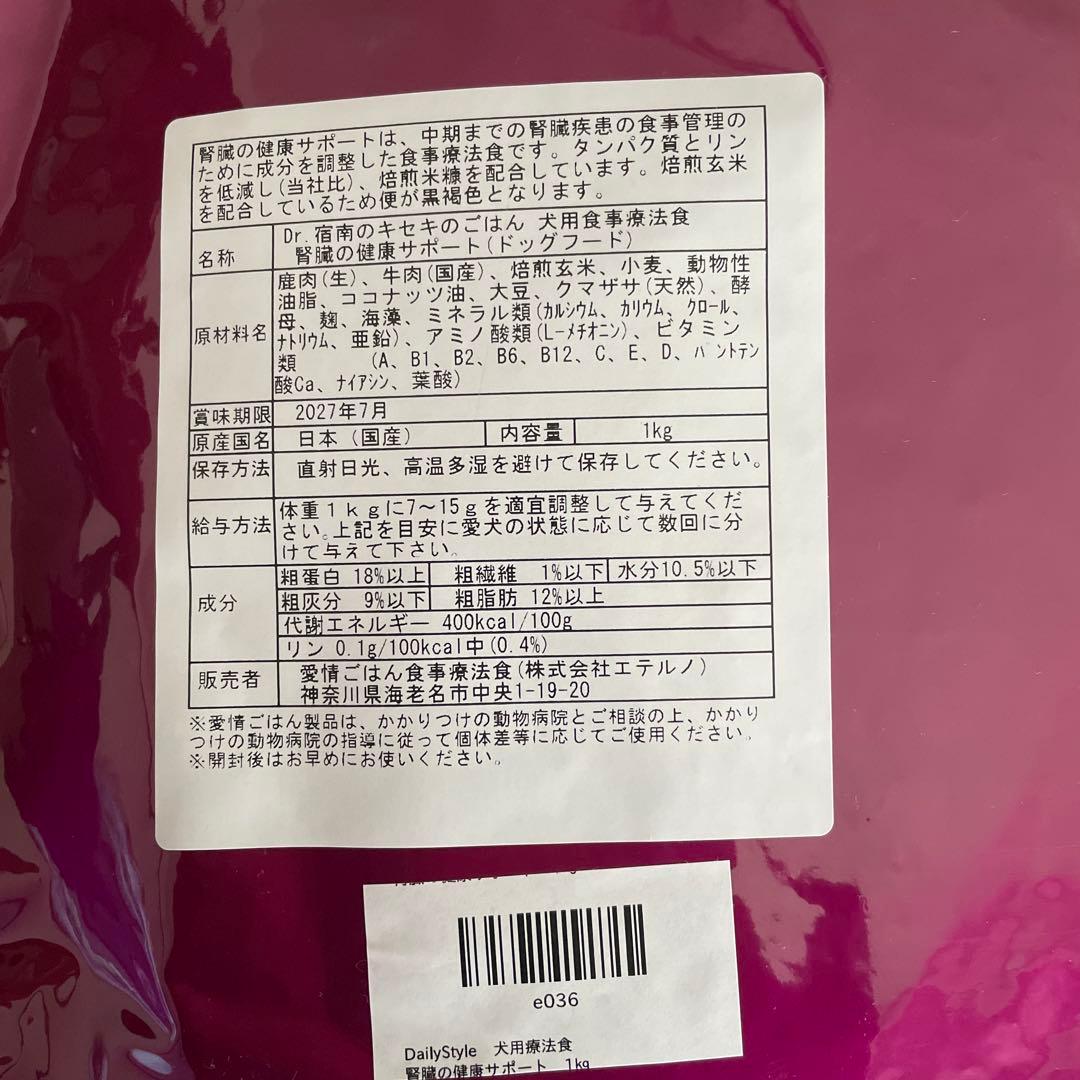 腎臓の健康サポートは、中期までの腎臓疾患の食事管理の
ために成分を調整した食事療法食です。タンパク質とリン
を低減し(当社比)、焙煎米糠を配合しています。焙煎玄米
を配合しているため便が黒褐色となります。
名称
Dr.宿南のキセキのごはん 犬用食事療法食
腎臓の健康サポート(ドッグフード)
原材料名
鹿肉(生)、牛肉(国産)、焙煎玄米、小麦、動物性
油脂、ココナッツ油、大豆、クマザサ(天然)、酵
母、麹、海藻、ミネラル類(ｶﾙｼｳﾑ、ｶﾘｳﾑ、ｸﾛｰﾙ、
ﾅﾄﾘｳﾑ、亜鉛)、アミノ酸類(L-ﾒﾁｵﾆﾝ)、ビタミン
類 (A、B1、B2、B6、B12、C、E、D、ﾊﾟﾝﾄﾃﾝ
酸Ca、ﾅｲｱｼﾝ、葉酸)
賞味期限 2027年7月
原産国名 日本（国産） 内容量 1kg
保存方法 直射日光、高温多湿を避けて保存してください。
給与方法
体重１ｋｇに7～15ｇを適宜調整して与えてくだ
さい。上記を目安に愛犬の状態に応じて数回に分
けて与えて下さい。
成分
粗蛋白 18%以上 粗繊維 1%以下 水分10.5%以下
粗灰分 9%以下 粗脂肪 12%以上
代謝エネルギー 400kcal/100g
リン 0.1g/100kcal中(0.4%)
販売者
愛情ごはん食事療法食(株式会社エテルノ)
神奈川県海老名市中央1-19-20
※愛情ごはん製品は、かかりつけの動物病院とご相談の上、かかり
つけの動物病院の指導に従って個体差等に応じてご使用ください。
※開封後はお早めにお使いください。
e036
DailyStyle 犬用療法食
腎臓の健康サポート 1kg